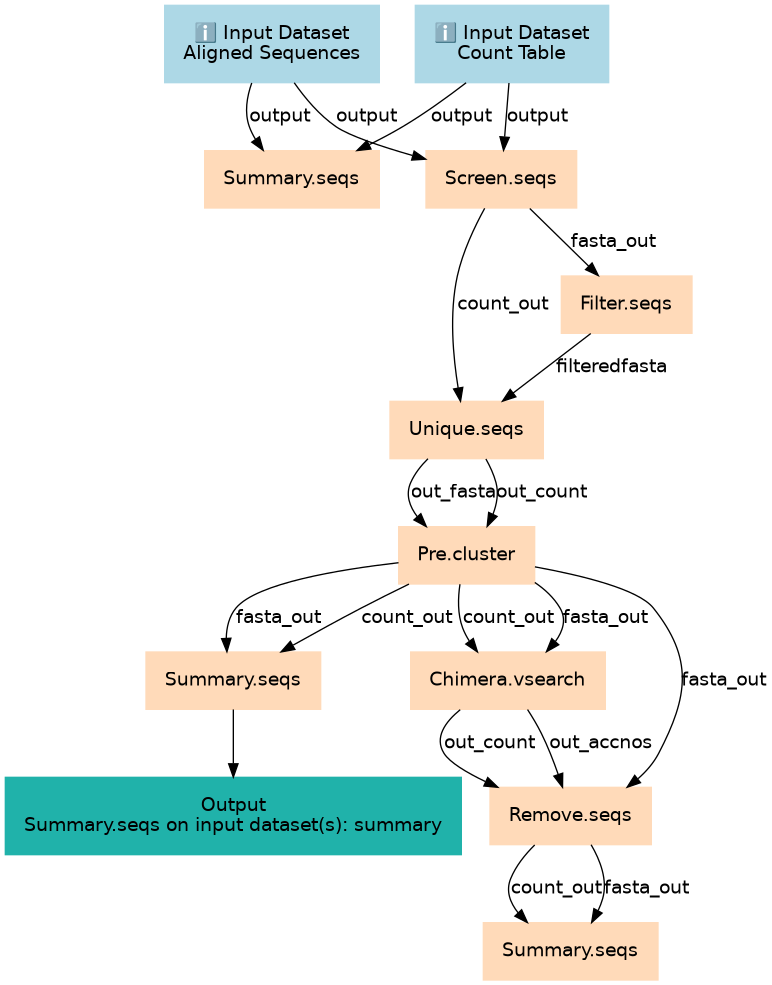 ℹ️ Input Dataset
Aligned Sequences
ℹ️ Input Dataset
Count Table
output
output
output
output
Summary.seqs
Screen.seqs
fasta_out
Filter.seqs
count_out
filteredfasta
Unique.seqs
out_fasta
out_count
Pre.cluster
fasta_out
count_out
count_out
fasta_out
fasta_out
Summary.seqs
Chimera.vsearch
out_count
out_accnos
Output
Summary.seqs on input dataset(s): summary
Remove.seqs
count_out
fasta_out
Summary.seqs